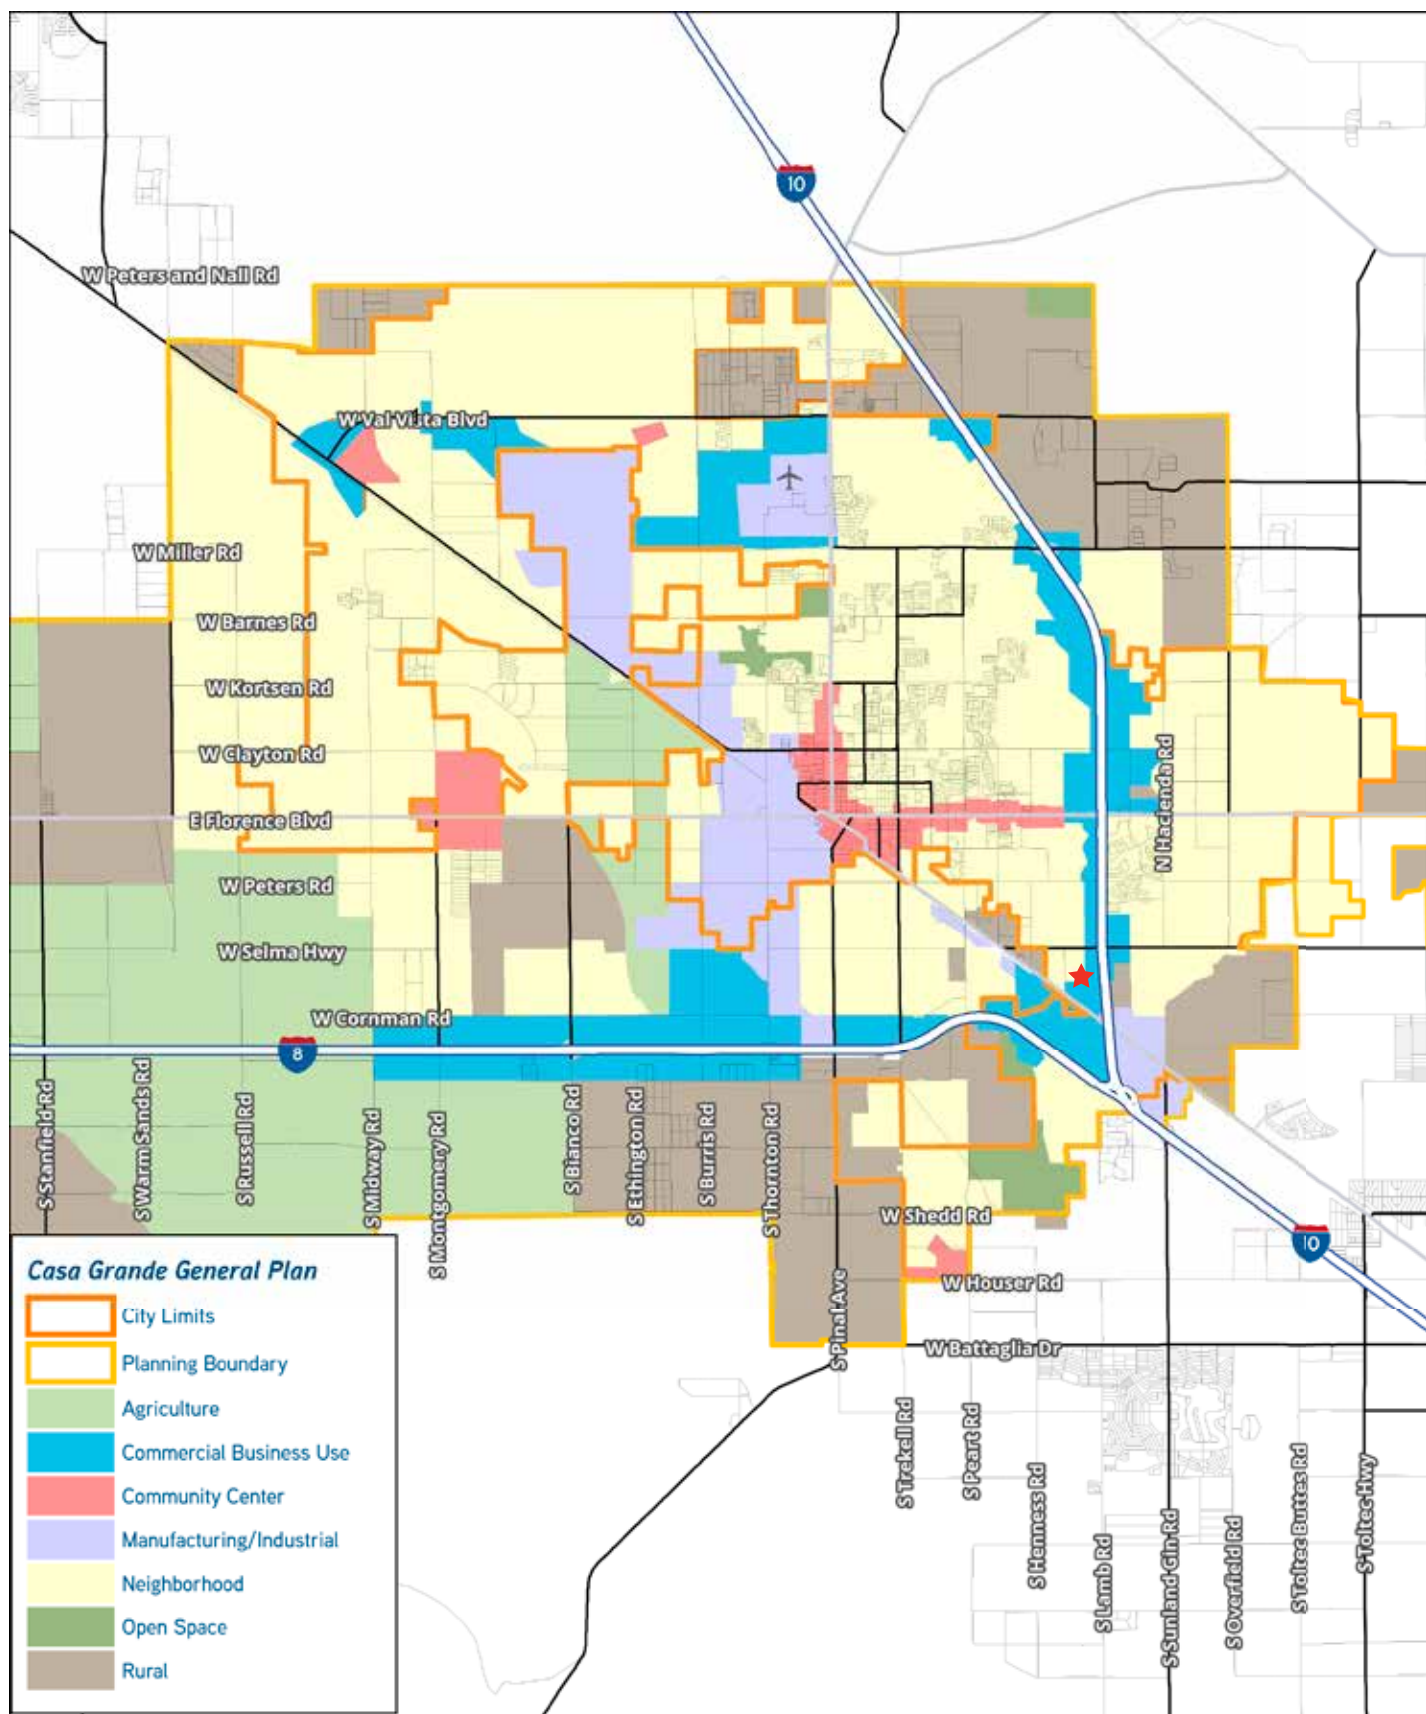 10
W Peters and Nall Rd
W Val Vista Blvd
W Miller Rd
W Barnes Rd
W Kortsen Rd
W Clayton Rd
N Hacienda Rd
E Florence Blvd
W Peters Rd
W Selma Hwy
W Cornman Rd
8
S Stanfield Rd
S Warm Sands Rd
S Russell Rd
S Midway Rd
S Montgomery Rd
S Bianco Rd
S Ethington Rd
S Burris Rd
S Thornton Rd
W Shedd Rd
10
W Houser Rd
S Pinal Ave
W Battaglia Dr
S Trekell Rd
S Peart Rd
S Henness Rd
S Lamb Rd
S Sunland Gin Rd
S Overfield Rd
S Toltec Buttes Rd
S Toltec Hwy
Casa Grande General Plan
City Limits
Planning Boundary
Agriculture
Commercial Business Use
Community Center
Manufacturing/Industrial
Neighborhood
Open Space
Rural